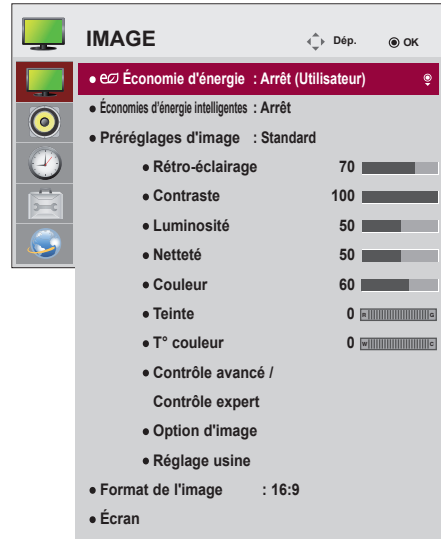 IMAGE Dép. OK
• Économie d'énergie : Arrêt (Utilisateur)
• Économies d'énergie intelligentes : Arrêt
• Préréglages d'image : Standard
• Rétro-éclairage 70
• Contraste 100
• Luminosité 50
• Netteté 50
• Couleur 60
• Teinte 0 R G
• T° couleur 0 W C
• Contrôle avancé /
Contrôle expert
• Option d'image
• Réglage usine
• Format de l'image : 16:9
• Écran